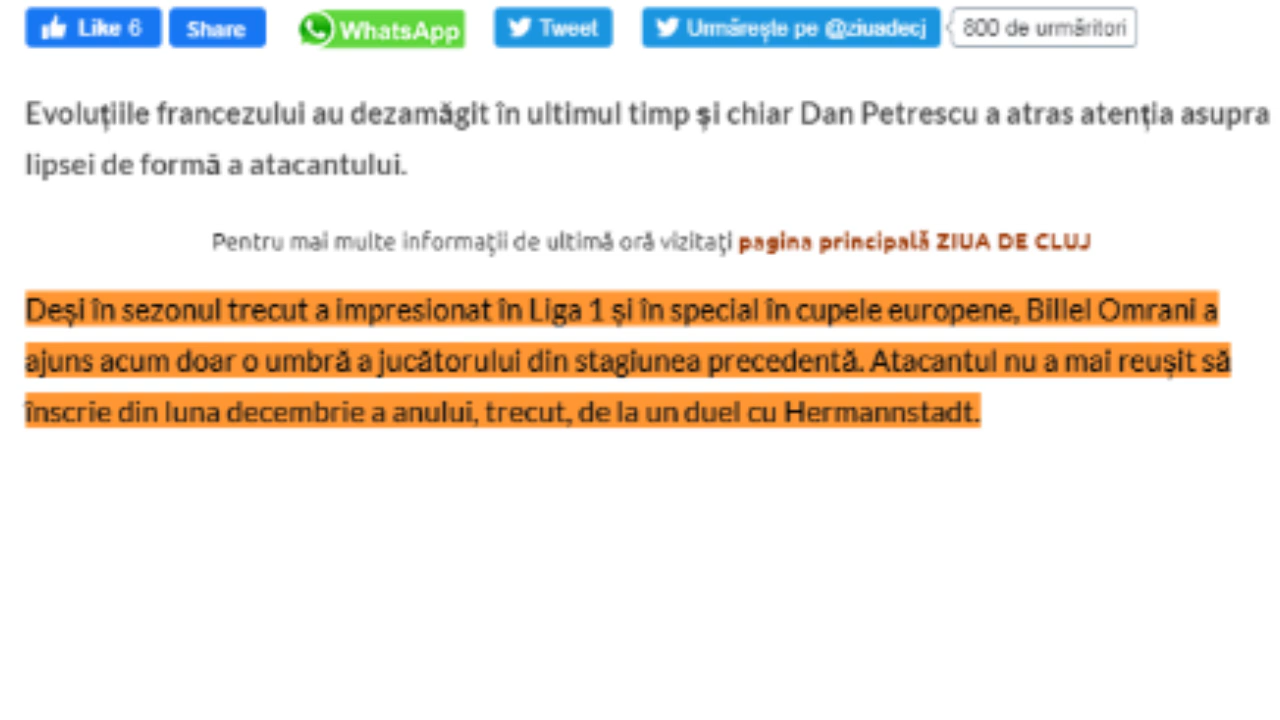 Like 6 Share WhatsApp Tweet Urmărește pe @ziuadecj 800 de urmăritori
Evoluțiile francezului au dezamăgit în ultimul timp și chiar Dan Petrescu a atras atenția asupra
lipsei de formă a atacantului.
Pentru mai multe informații de ultimă oră vizitați pagina principală ZIUA DE CLUJ
Deși în sezonul trecut a impresionat în Liga 1 și în special în cupele europene, Billel Omrani a
ajuns acum doar o umbră a jucătorului din stagiunea precedentă. Atacantul nu a mai reușit să
înscrie din luna decembrie a anului, trecut, de la un duel cu Hermannstadt.